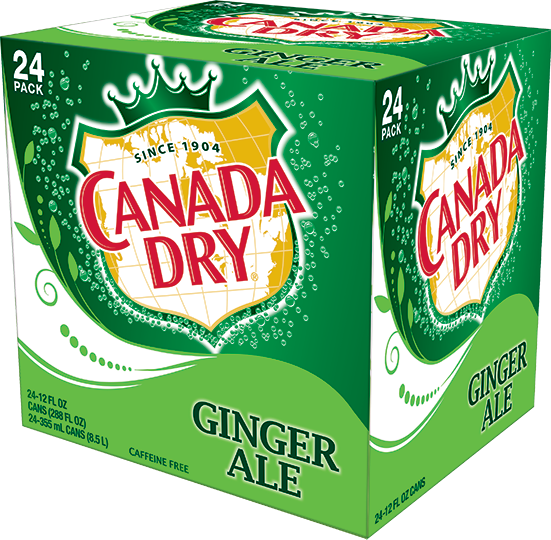 CANADA DRY
GINGER ALE
24
PACK
SINCE 1904
CANADA
DRY
®
24-12 FL OZ
CANS (288 FL OZ)
24-355 mL CANS (8.5 L)
CAFFEINE FREE
GINGER
ALE
24
PACK
SINCE 1904
CANADA
DRY
GINGER
ALE
24-12 FL OZ CANS